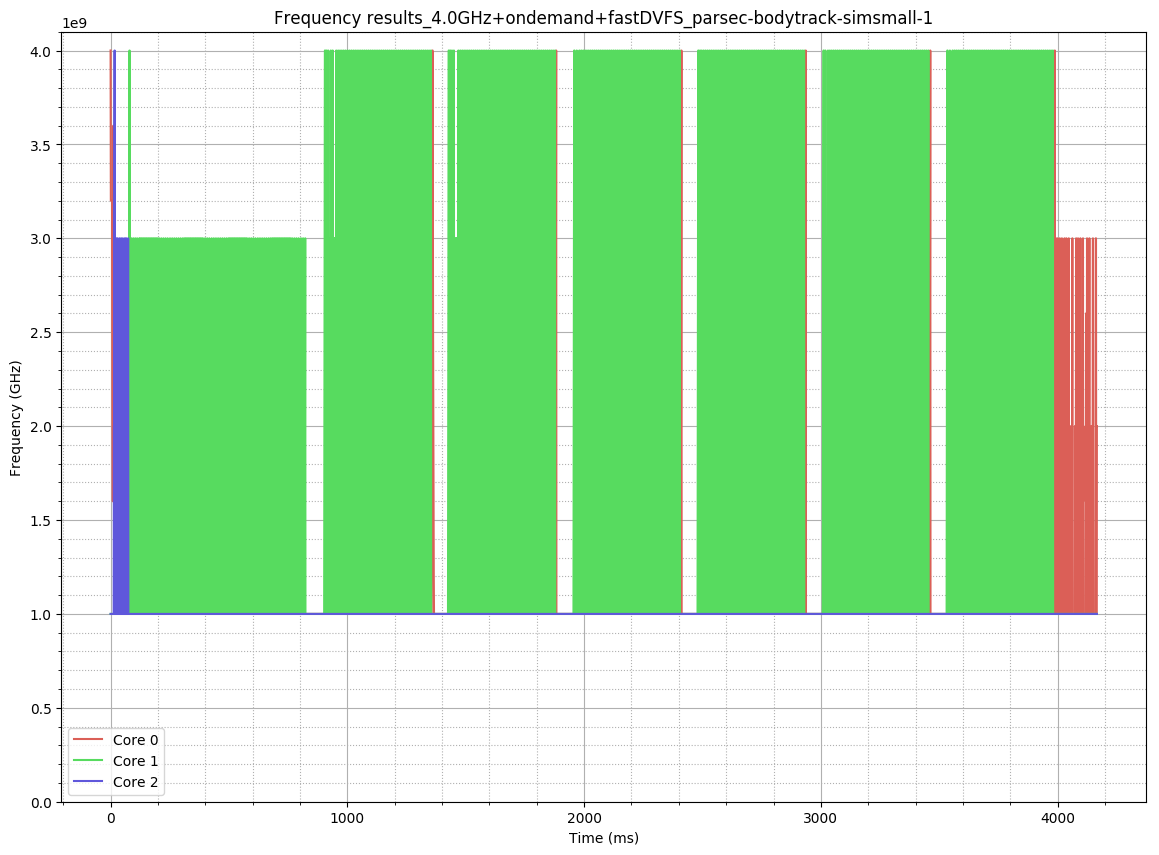 Frequency results_4.0GHz+ondemand+fastDVFS_parsec-bodytrack-simsmall-1
1e9
4.0
3.5
3.0
2.5
2.0
1.5
1.0
0.5
0.0
Frequency (GHz)
Core 0
Core 1
Core 2
0 1000 2000 3000 4000
Time (ms)